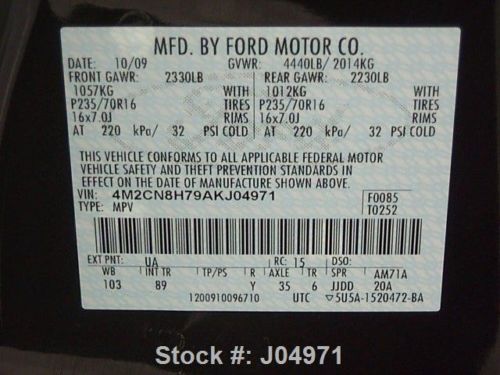 MFD. BY FORD MOTOR CO.
DATE: 10/09 GVWR: 4440LB/ 2014KG
FRONT GAWR: 2330LB REAR GAWR: 2230LB
1057KG WITH 1012KG WITH
P235/70R16 TIRES P235/70R16 TIRES
16x7.0J RIMS 16x7.0J RIMS
AT 220 kPa/ 32 PSI COLD AT 220 kPa/ 32 PSI COLD
THIS VEHICLE CONFORMS TO ALL APPLICABLE FEDERAL MOTOR
VEHICLE SAFETY AND THEFT PREVENTION STANDARDS IN
EFFECT ON THE DATE OF MANUFACTURE SHOWN ABOVE.
VIN: 4M2CN8H79AKJ04971 F0085
TYPE: MPV T0252
EXT PNT: UA RC: 15 DSO:
WB INT TR TP/PS R AXLE TR SPR AM71A
103 89 Y 35 6 JJDD 20A
1200910096710 UTC 5U5A-1520472-BA
Stock #: J04971